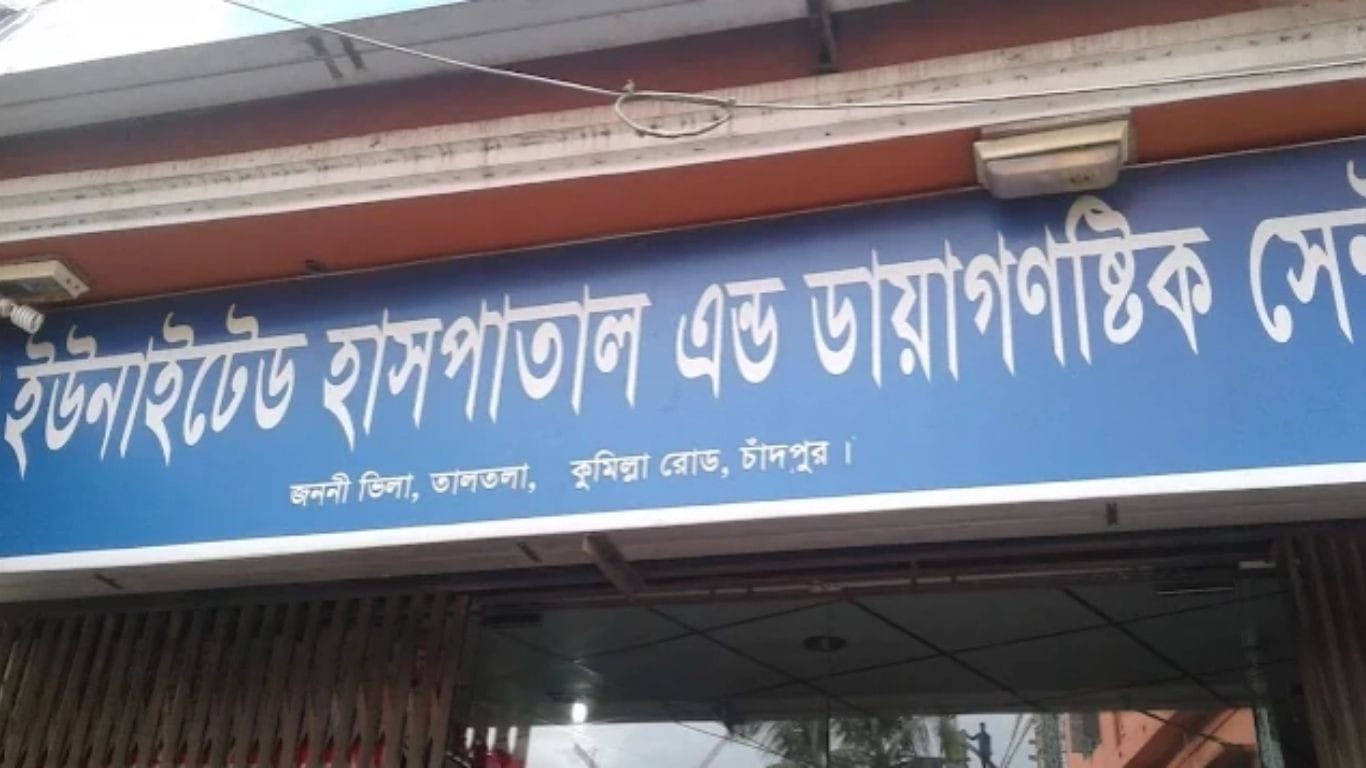 ইউনাইটেড হাসপাতাল এন্ড ডায়াগণষ্টিক
জননী ভিলা, তালতলা, কুমিল্লা রোড, চাঁদপুর।